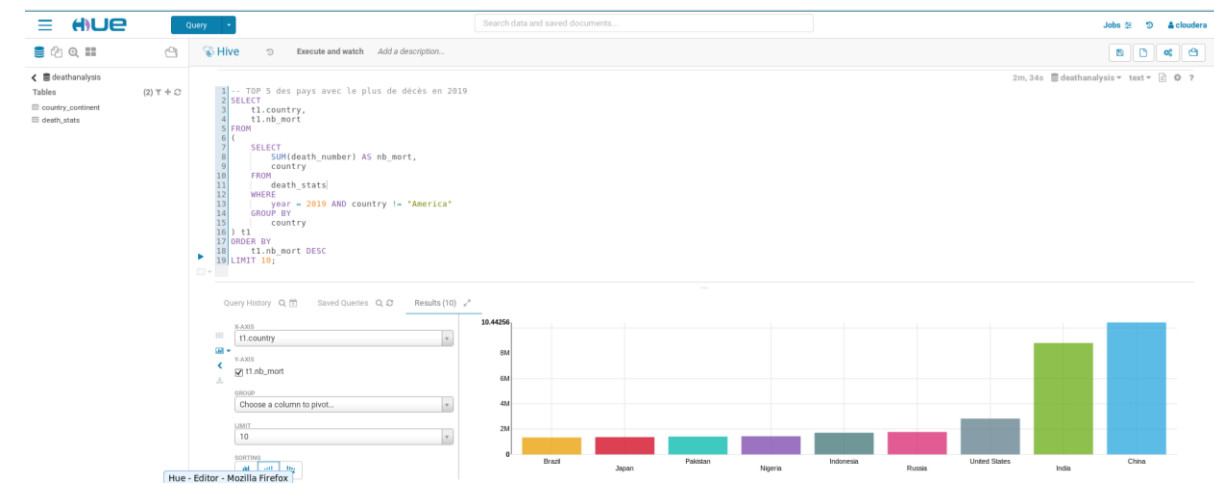 HUE
Query
Search data and saved documents...
Jobs
cloudera
Hive
Execute and watch
Add a description...
deathanalysis
Tables
(2)
country_continent
death_stats
2m, 34s deathanalysis text ?
1 -- TOP 5 des pays avec le plus de décès en 2019
2 SELECT
3 t1.country,
4 t1.nb_mort
5 FROM
6 (
7 SELECT
8 SUM(death_number) AS nb_mort,
9 country
10 FROM
11 death_stats
12 WHERE
13 year = 2019 AND country != "America"
14 GROUP BY
15 country
16 ) t1
17 ORDER BY
18 t1.nb_mort DESC
19 LIMIT 10;
Query History
Saved Queries
Results (10)
X-AXIS
t1.country
Y-AXIS
t1.nb_mort
GROUP
Choose a column to pivot...
LIMIT
10
SORTING
Hue - Editor - Mozilla Firefox
10.44256
8M
6M
4M
2M
0
Brazil
Japan
Pakistan
Nigeria
Indonesia
Russia
United States
India
China